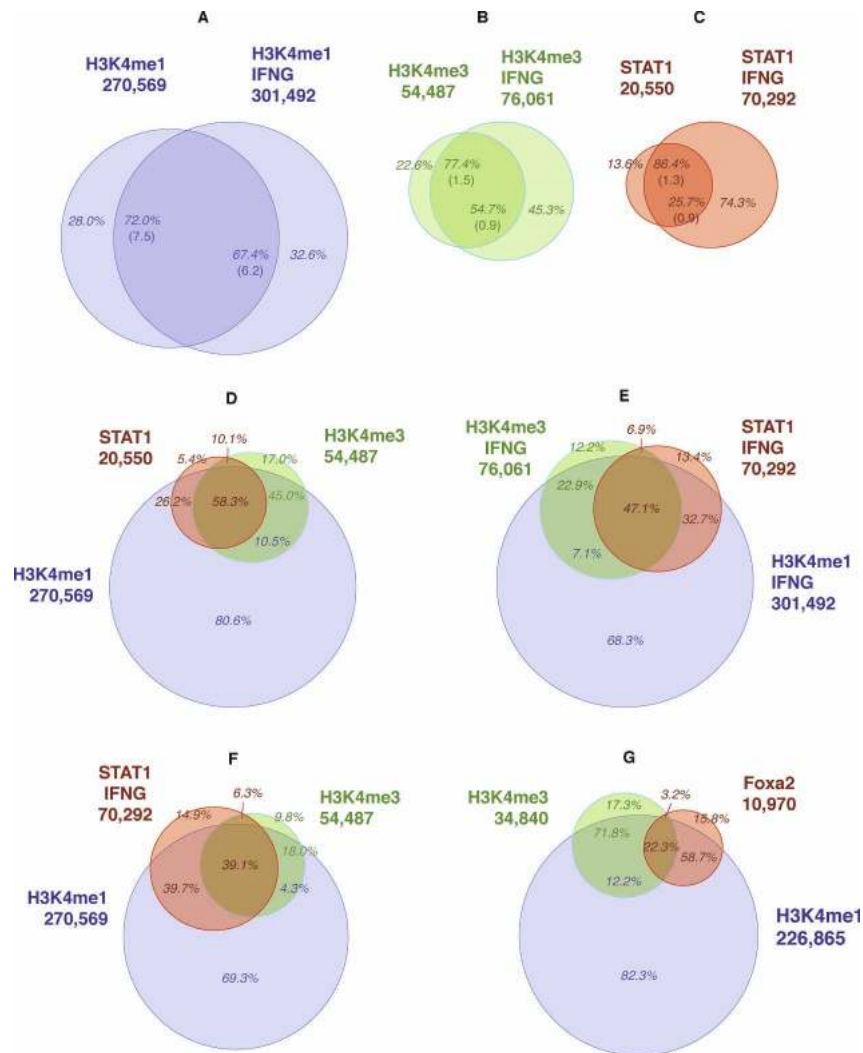 A
H3K4me1
270,569
H3K4me1
IFNG
301,492
28.0%
72.0%
(7.5)
67.4%
(6.2)
32.6%
B
H3K4me3
54,487
H3K4me3
IFNG
76,061
22.6%
77.4%
(1.5)
54.7%
(0.9)
45.3%
C
STAT1
20,550
STAT1
IFNG
70,292
13.6%
86.4%
(1.3)
25.7%
(0.9)
74.3%
D
STAT1
20,550
10.1%
H3K4me3
54,487
5.4%
17.0%
26.2%
58.3%
45.0%
10.5%
H3K4me1
270,569
80.6%
E
H3K4me3
IFNG
76,061
6.9%
STAT1
IFNG
70,292
12.2%
13.4%
22.9%
47.1%
32.7%
7.1%
H3K4me1
IFNG
301,492
68.3%
F
STAT1
IFNG
70,292
6.3%
H3K4me3
54,487
14.9%
9.8%
18.0%
39.1%
39.7%
4.3%
H3K4me1
270,569
69.3%
G
H3K4me3
34,840
3.2%
Foxa2
10,970
17.3%
15.8%
71.8%
22.3%
58.7%
12.2%
H3K4me1
226,865
82.3%